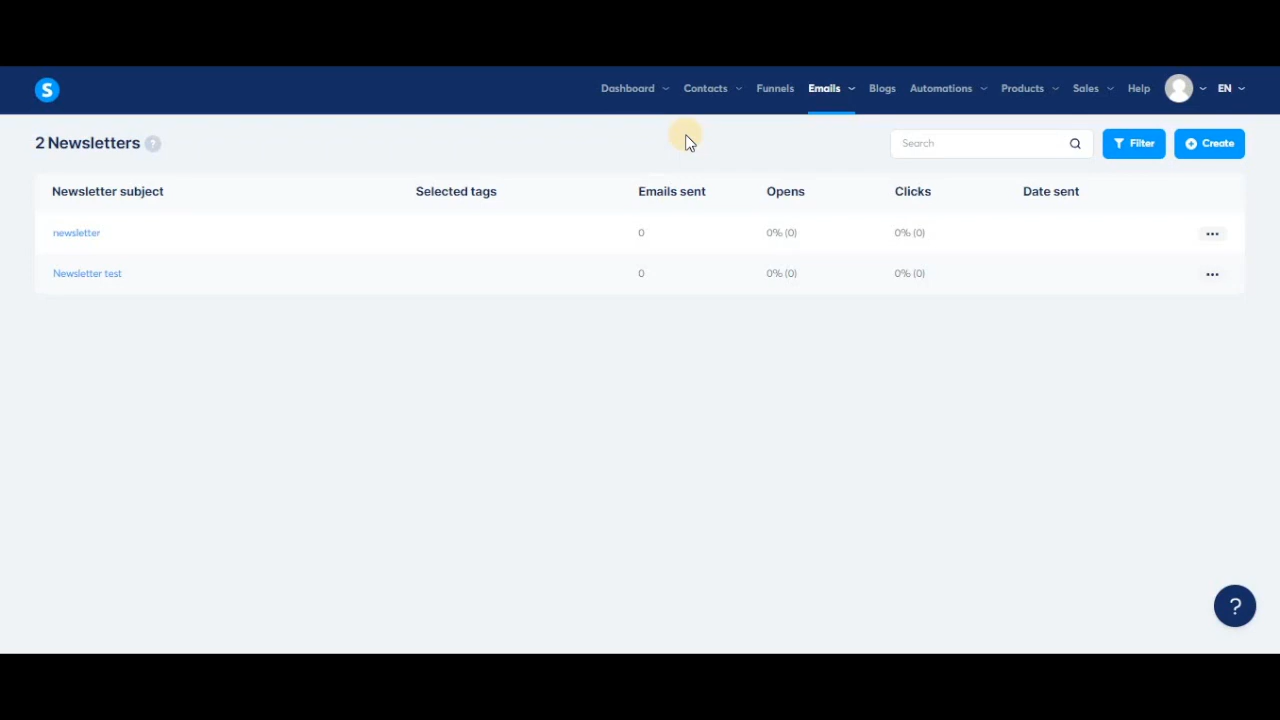 S Dashboard Contacts Funnels Emails Blogs Automations Products Sales Help EN
2 Newsletters ? Search Filter Create
Newsletter subject Selected tags Emails sent Opens Clicks Date sent
newsletter 0 0% (0) 0% (0)
Newsletter test 0 0% (0) 0% (0)
?